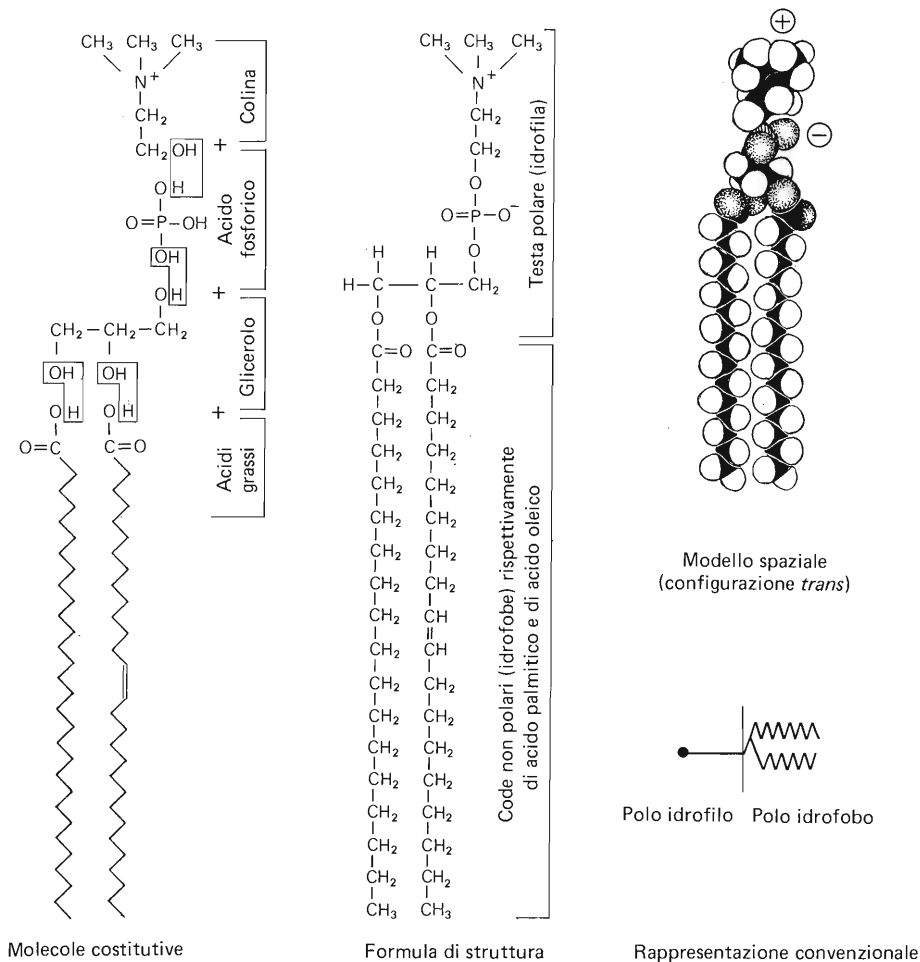 CH₃ CH₃ CH₃
N⁺
CH₂
CH₂ OH
O H
O=P–OH
OH
O H
CH₂–CH₂–CH₂
OH OH
O H O H
O=C C=O
Colina
+
Acido
fosforico
+
Glicerolo
+
Acidi
grassi
Molecole costitutive
CH₃ CH₃ CH₃
N⁺
CH₂
CH₂
O
O=P–O⁻
O
H H
H–C–C–CH₂
O O
C=O C=O
CH₂ CH₂
CH₂ CH₂
CH₂ CH₂
CH₂ CH₂
CH₂ CH₂
CH₂ CH₂
CH₂ CH₂
CH₂ CH
CH₂ CH
CH₂ CH₂
CH₂ CH₂
CH₂ CH₂
CH₂ CH₂
CH₂ CH₂
CH₂ CH₂
CH₂ CH₂
CH₃ CH₃
Testa polare (idrofila)
Code non polari (idrofobe) rispettivamente
di acido palmitico e di acido oleico
Formula di struttura
+
−
Modello spaziale
(configurazione trans)
Polo idrofilo Polo idrofobo
Rappresentazione convenzionale